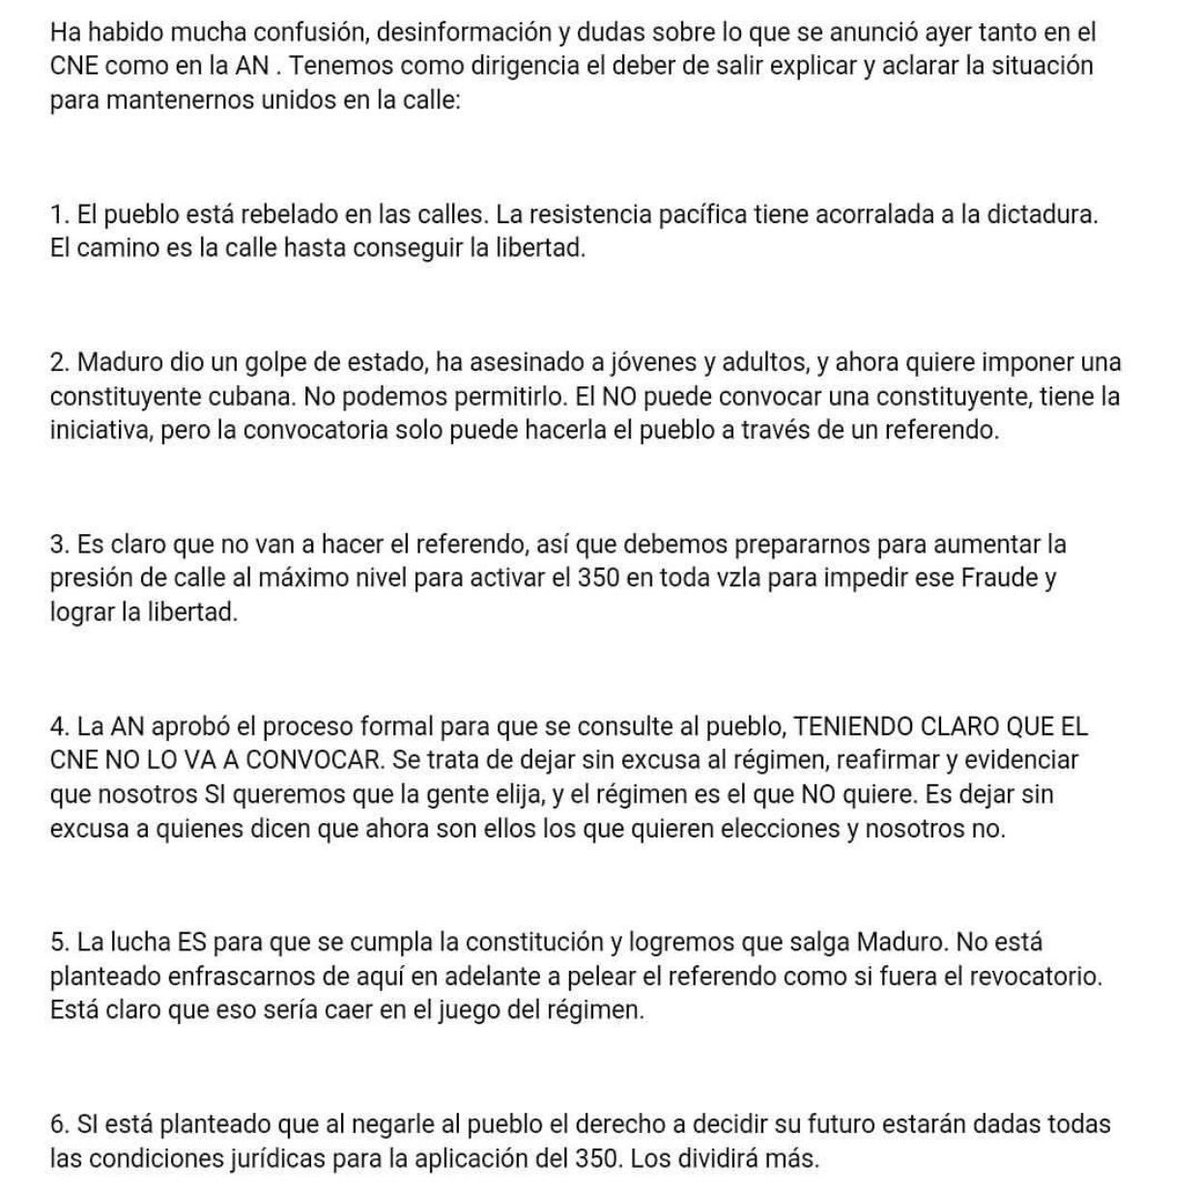 Ha habido mucha confusión, desinformación y dudas sobre lo que se anunció ayer tanto en el
CNE como en la AN . Tenemos como dirigencia el deber de salir explicar y aclarar la situación
para mantenernos unidos en la calle:
1. El pueblo está rebelado en las calles. La resistencia pacífica tiene acorralada a la dictadura.
El camino es la calle hasta conseguir la libertad.
2. Maduro dio un golpe de estado, ha asesinado a jóvenes y adultos, y ahora quiere imponer una
constituyente cubana. No podemos permitirlo. El NO puede convocar una constituyente, tiene la
iniciativa, pero la convocatoria solo puede hacerla el pueblo a través de un referendo.
3. Es claro que no van a hacer el referendo, así que debemos prepararnos para aumentar la
presión de calle al máximo nivel para activar el 350 en toda vzla para impedir ese Fraude y
lograr la libertad.
4. La AN aprobó el proceso formal para que se consulte al pueblo, TENIENDO CLARO QUE EL
CNE NO LO VA A CONVOCAR. Se trata de dejar sin excusa al régimen, reafirmar y evidenciar
que nosotros SI queremos que la gente elija, y el régimen es el que NO quiere. Es dejar sin
excusa a quienes dicen que ahora son ellos los que quieren elecciones y nosotros no.
5. La lucha ES para que se cumpla la constitución y logremos que salga Maduro. No está
planteado enfrascarnos de aquí en adelante a pelear el referendo como si fuera el revocatorio.
Está claro que eso sería caer en el juego del régimen.
6. SI está planteado que al negarle al pueblo el derecho a decidir su futuro estarán dadas todas
las condiciones jurídicas para la aplicación del 350. Los dividirá más.